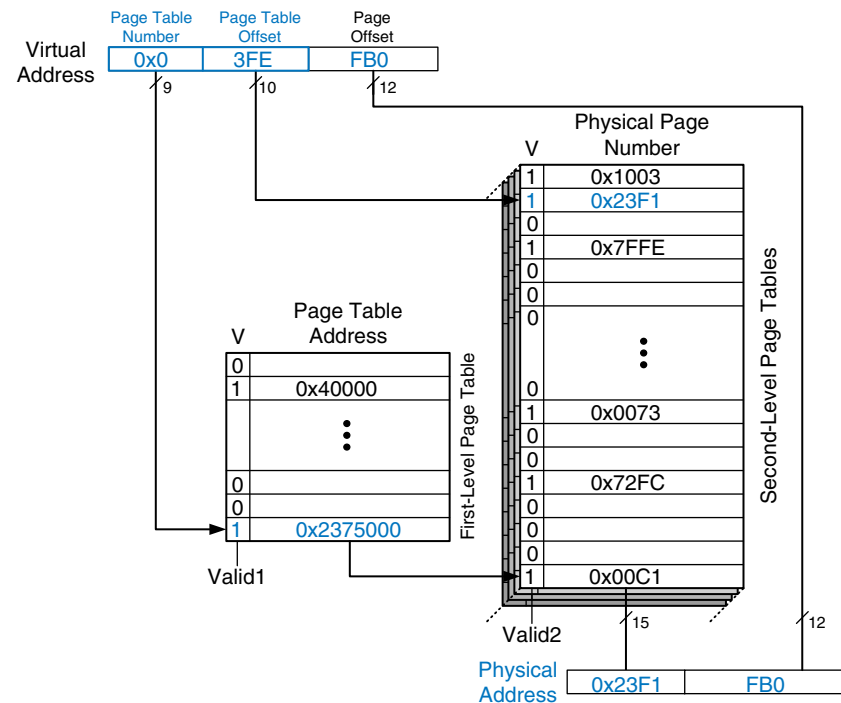 Page Table
Number
Page Table
Offset
Page
Offset
Virtual
Address
0x0 3FE FB0
9 10 12
Physical Page
Number
V
1 0x1003
1 0x23F1
0
1 0x7FFE
0
0
0
0
1 0x0073
0
0
1 0x72FC
0
0
0
1 0x00C1
Second-Level Page Tables
Page Table
Address
V
0
1 0x40000
0
0
1 0x2375000
First-Level Page Table
Valid1
Valid2
15 12
Physical
Address
0x23F1 FB0